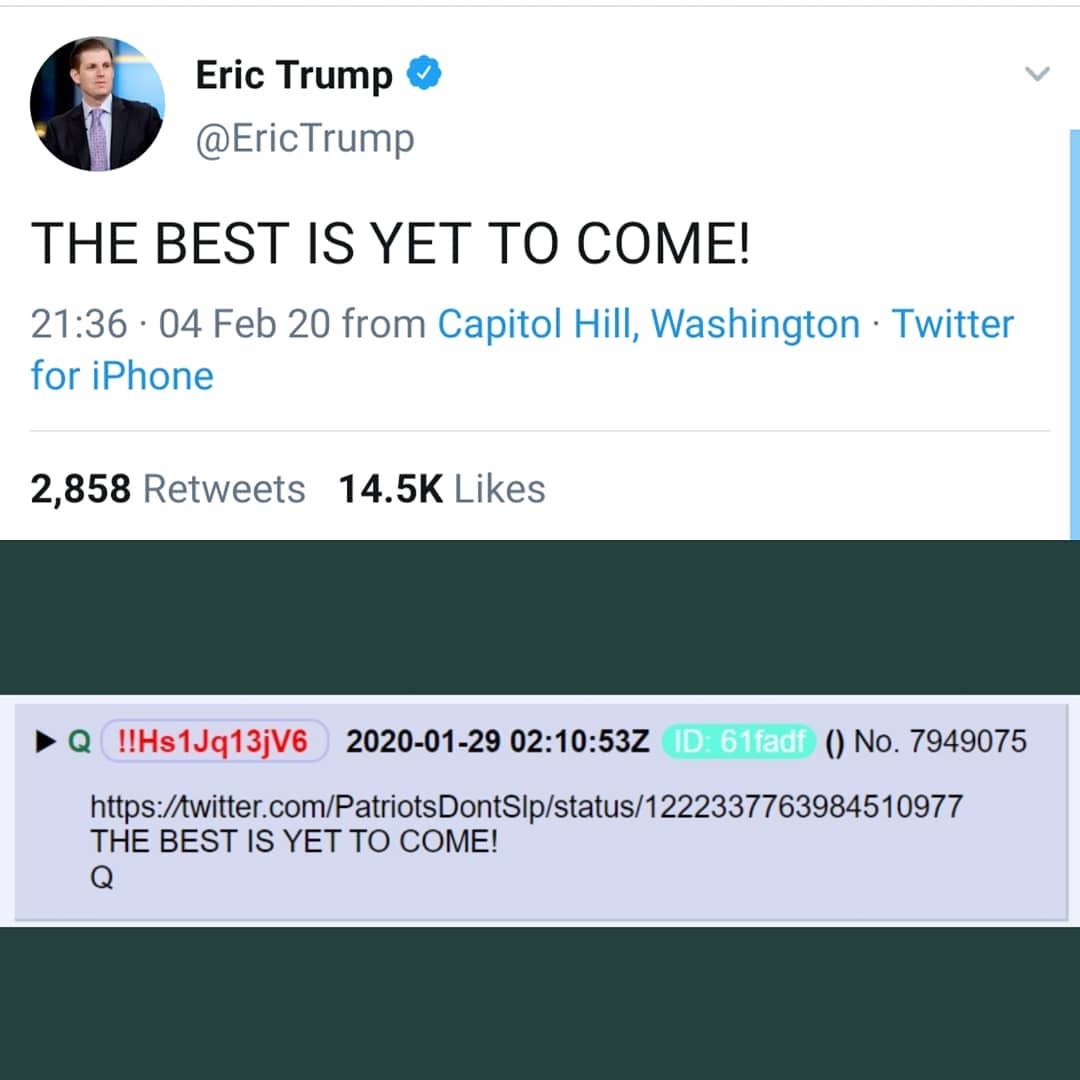 Eric Trump
@EricTrump
THE BEST IS YET TO COME!
21:36 · 04 Feb 20 from Capitol Hill, Washington · Twitter
for iPhone
2,858 Retweets 14.5K Likes
▶ Q !!Hs1Jq13jV6 2020-01-29 02:10:53Z ID: 61fadf () No. 7949075
https://twitter.com/PatriotsDontSlp/status/1222337763984510977
THE BEST IS YET TO COME!
Q